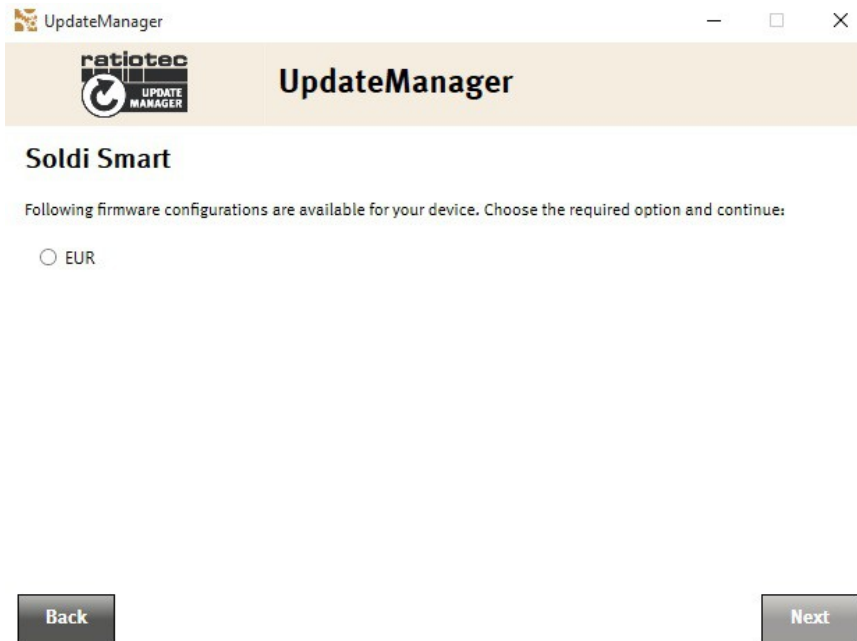 UpdateManager
ratiotec
UPDATE
MANAGER
UpdateManager
Soldi Smart
Following firmware configurations are available for your device. Choose the required option and continue:
EUR
Back
Next